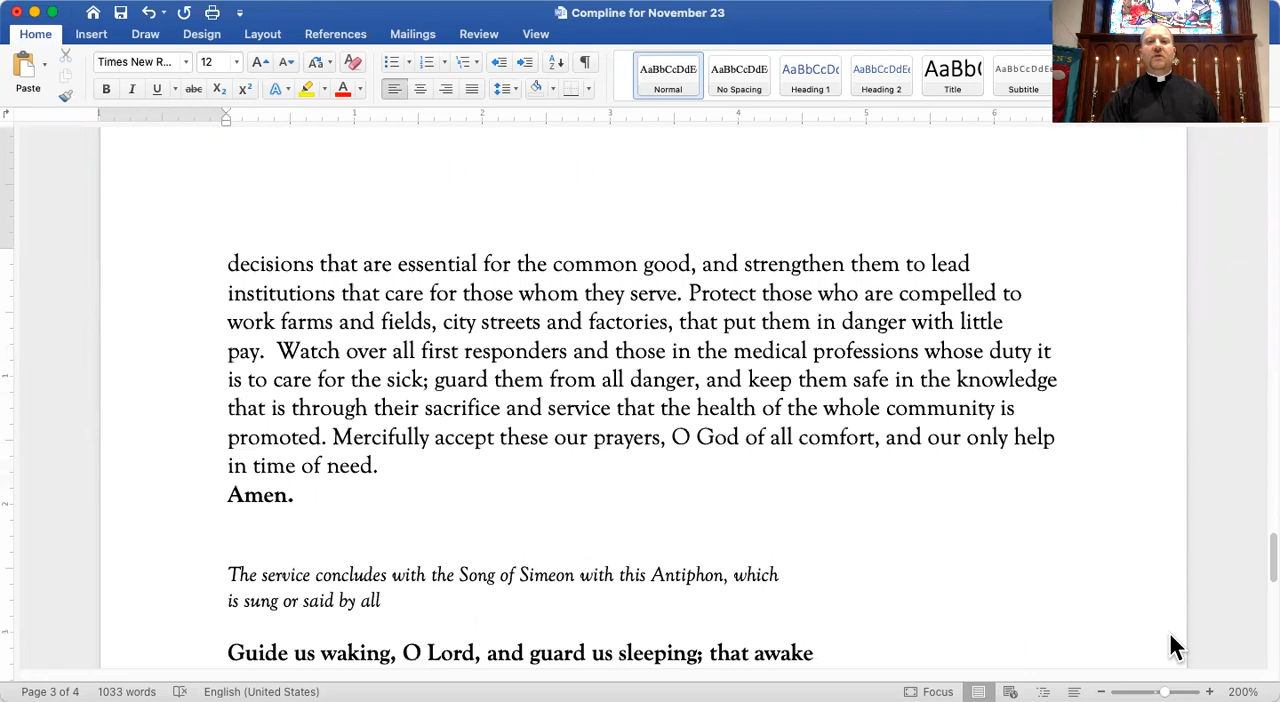 Compline for November 23
Home Insert Draw Design Layout References Mailings Review View
Paste
Times New R... 12
AaBbCcDdE AaBbCcDdE AaBbCcDc AaBbCcDdEe AaBb( AaBbCcDdE
Normal No Spacing Heading 1 Heading 2 Title Subtitle
1 1 2 3 4 5 6
decisions that are essential for the common good, and strengthen them to lead
institutions that care for those whom they serve. Protect those who are compelled to
work farms and fields, city streets and factories, that put them in danger with little
pay.  Watch over all first responders and those in the medical professions whose duty it
is to care for the sick; guard them from all danger, and keep them safe in the knowledge
that is through their sacrifice and service that the health of the whole community is
promoted. Mercifully accept these our prayers, O God of all comfort, and our only help
in time of need.
Amen.
The service concludes with the Song of Simeon with this Antiphon, which
is sung or said by all
Guide us waking, O Lord, and guard us sleeping; that awake
Page 3 of 4 1033 words English (United States) Focus 200%